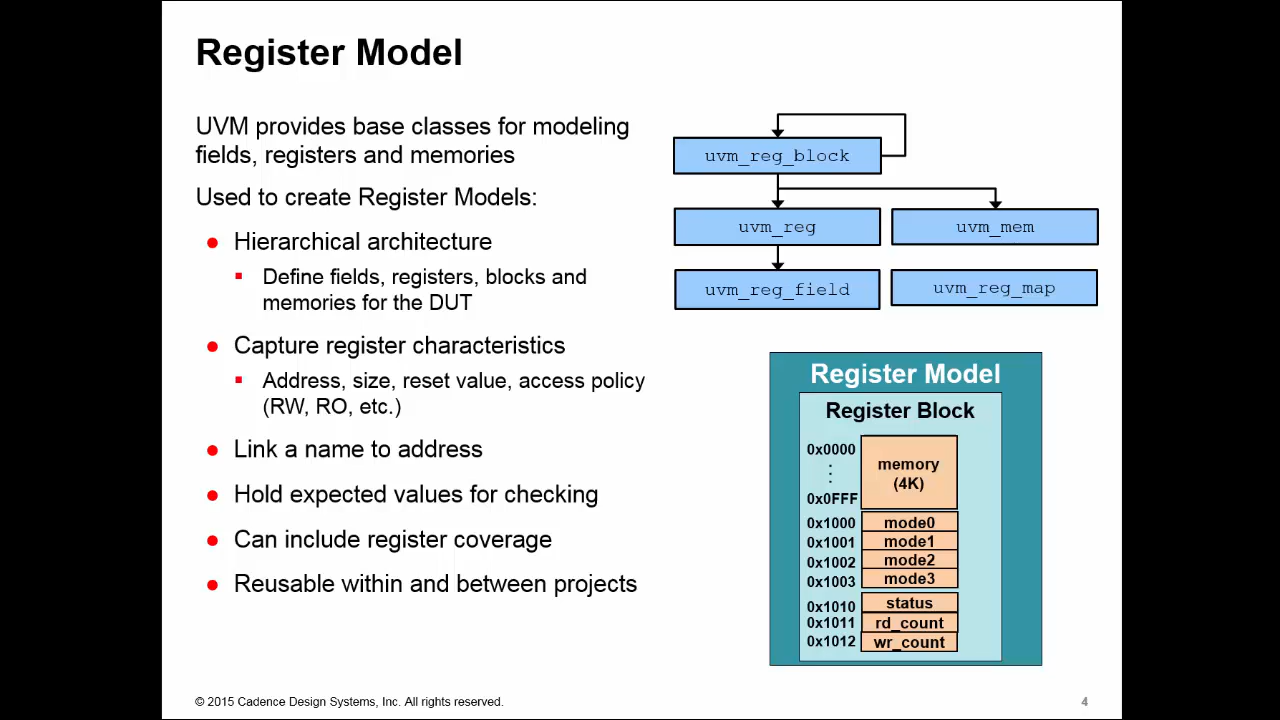 Register Model
UVM provides base classes for modeling
fields, registers and memories
Used to create Register Models:
● Hierarchical architecture
▪ Define fields, registers, blocks and
memories for the DUT
● Capture register characteristics
▪ Address, size, reset value, access policy
(RW, RO, etc.)
● Link a name to address
● Hold expected values for checking
● Can include register coverage
● Reusable within and between projects
uvm_reg_block
uvm_reg uvm_mem
uvm_reg_field uvm_reg_map
Register Model
Register Block
0x0000
memory
(4K)
0x0FFF
0x1000 mode0
0x1001 mode1
0x1002 mode2
0x1003 mode3
0x1010 status
0x1011 rd_count
0x1012 wr_count
© 2015 Cadence Design Systems, Inc. All rights reserved. 4